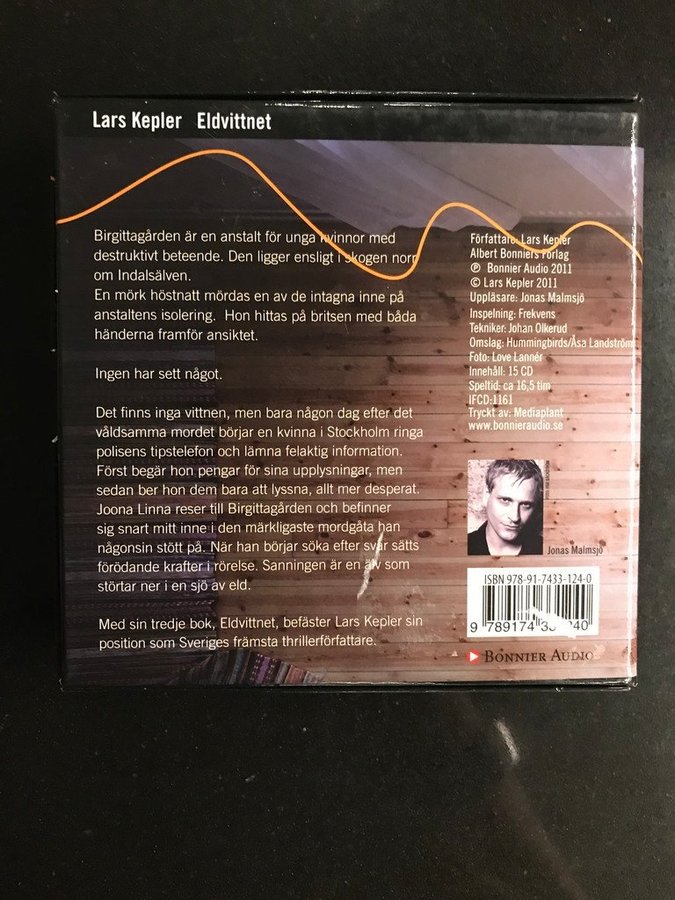 Lars Kepler Eldvittnet
Birgittagården är en anstalt för unga kvinnor med
destruktivt beteende. Den ligger ensligt i skogen norr
om Indalsälven.
En mörk höstnatt mördas en av de intagna inne på
anstaltens isolering. Hon hittas på britsen med båda
händerna framför ansiktet.
Ingen har sett något.
Det finns inga vittnen, men bara någon dag efter det
våldsamma mordet börjar en kvinna i Stockholm ringa
polisens tipstelefon och lämna felaktig information.
Först begär hon pengar för sina upplysningar, men
sedan ber hon dem bara att lyssna, allt mer desperat.
Joona Linna reser till Birgittagården och befinner
sig snart mitt inne i den märkligaste mordgåta han
någonsin stött på. När han börjar söka efter svar sätts
förödande krafter i rörelse. Sanningen är en älv som
störtar ner i en sjö av eld.
Med sin tredje bok, Eldvittnet, befäster Lars Kepler sin
position som Sveriges främsta thrillerförfattare.
Författare: Lars Kepler
Albert Bonniers Förlag
℗ Bonnier Audio 2011
© Lars Kepler 2011
Uppläsare: Jonas Malmsjö
Inspelning: Frekvens
Tekniker: Johan Olkerud
Omslag: Hummingbirds/Åsa Landström
Foto: Love Lannér
Innehåll: 15 CD
Speltid: ca 16,5 tim
IFCD:1161
Tryckt av: Mediaplant
www.bonnieraudio.se
Jonas Malmsjö
ISBN 978-91-7433-124-0
BONNIER AUDIO